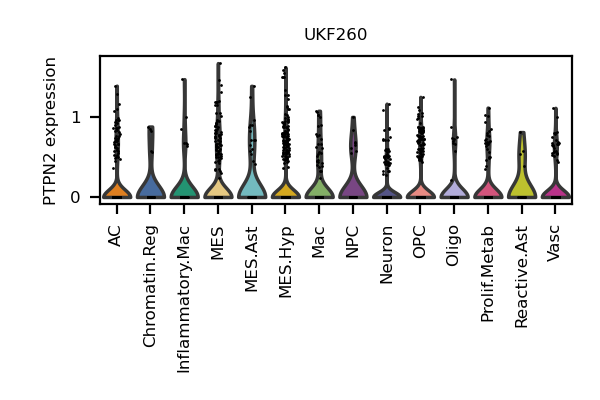 UKF260
PTPN2 expression
1
0
AC
Chromatin.Reg
Inflammatory.Mac
MES
MES.Ast
MES.Hyp
Mac
NPC
Neuron
OPC
Oligo
Prolif.Metab
Reactive.Ast
Vasc